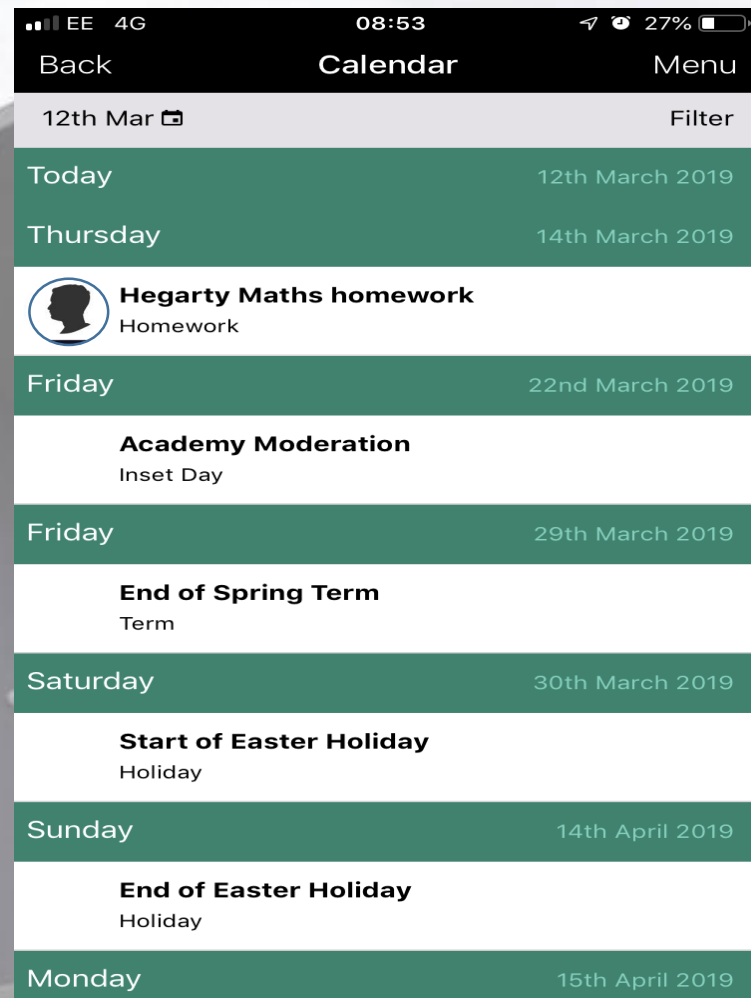 EE 4G 08:53 27%
Back Calendar Menu
12th Mar Filter
Today 12th March 2019
Thursday 14th March 2019
Hegarty Maths homework
Homework
Friday 22nd March 2019
Academy Moderation
Inset Day
Friday 29th March 2019
End of Spring Term
Term
Saturday 30th March 2019
Start of Easter Holiday
Holiday
Sunday 14th April 2019
End of Easter Holiday
Holiday
Monday 15th April 2019